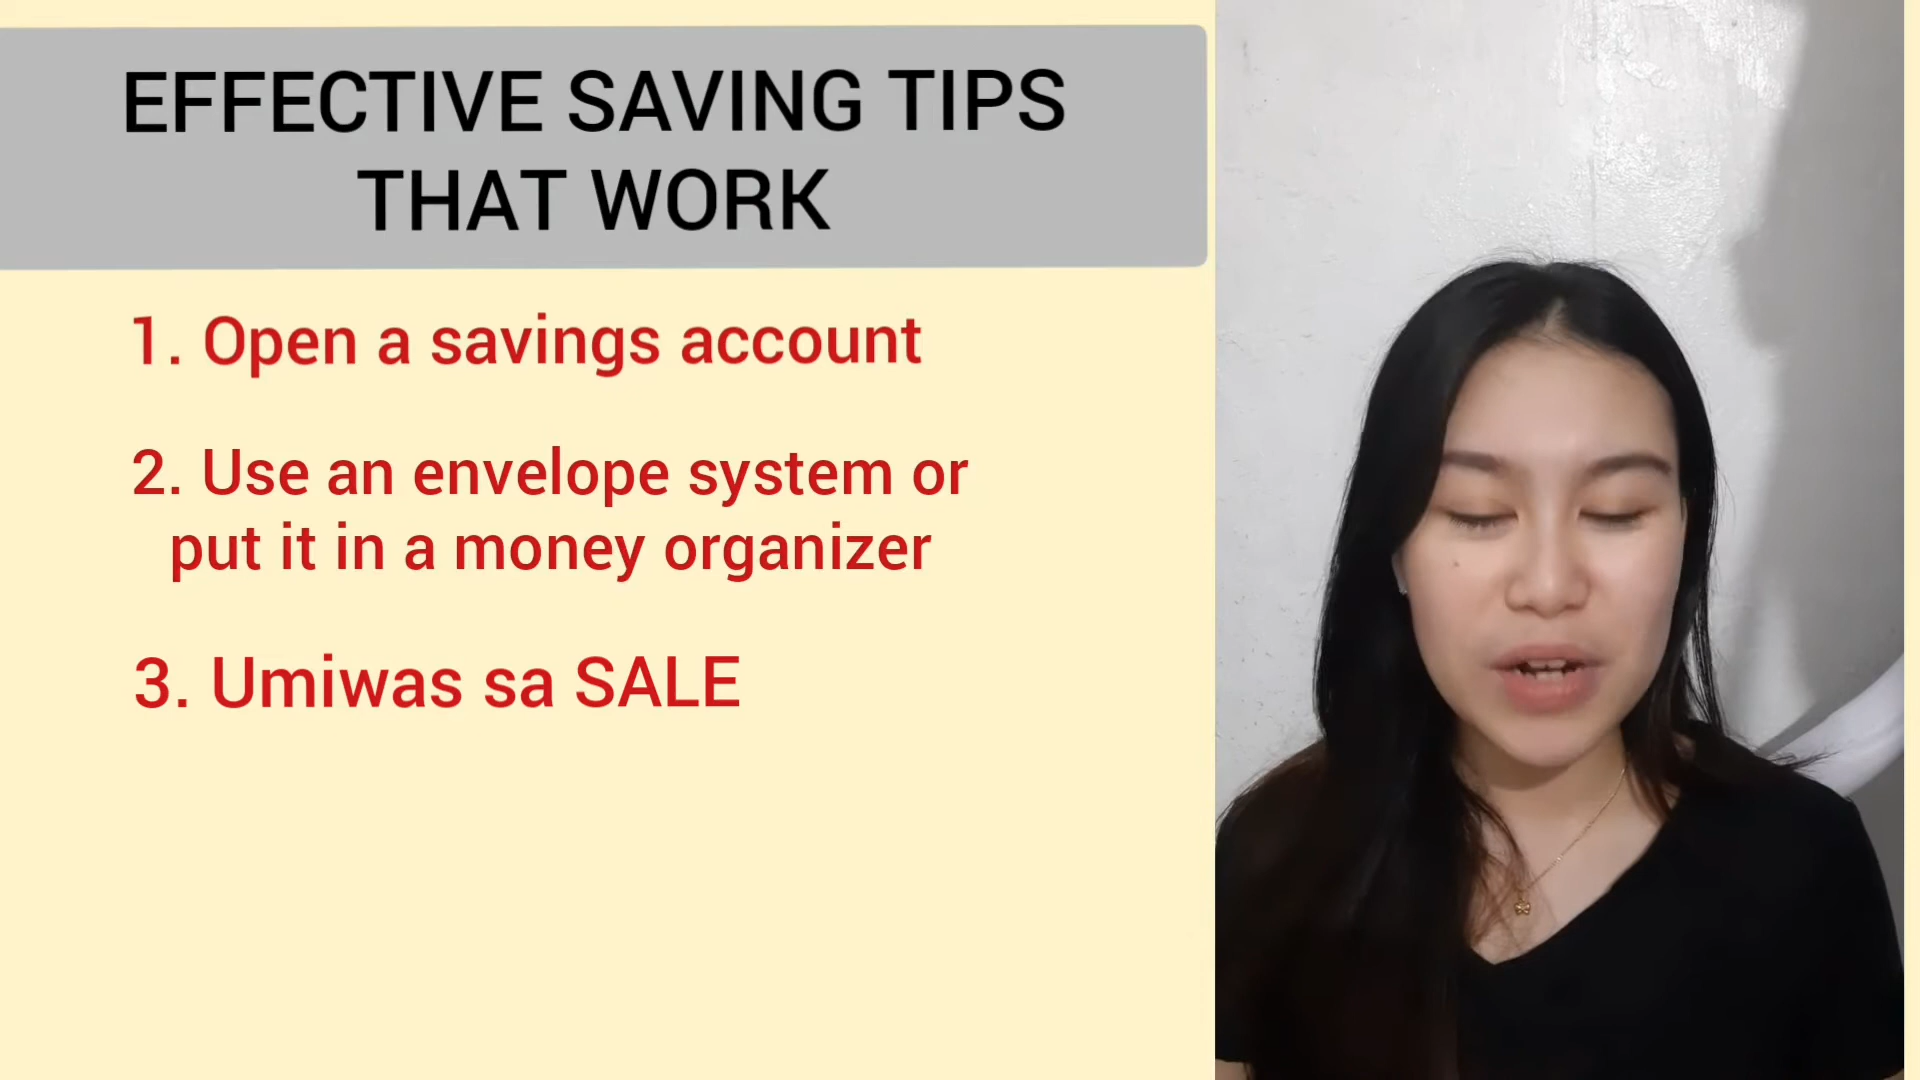 EFFECTIVE SAVING TIPS
THAT WORK
1. Open a savings account
2. Use an envelope system or
put it in a money organizer
3. Umiwas sa SALE